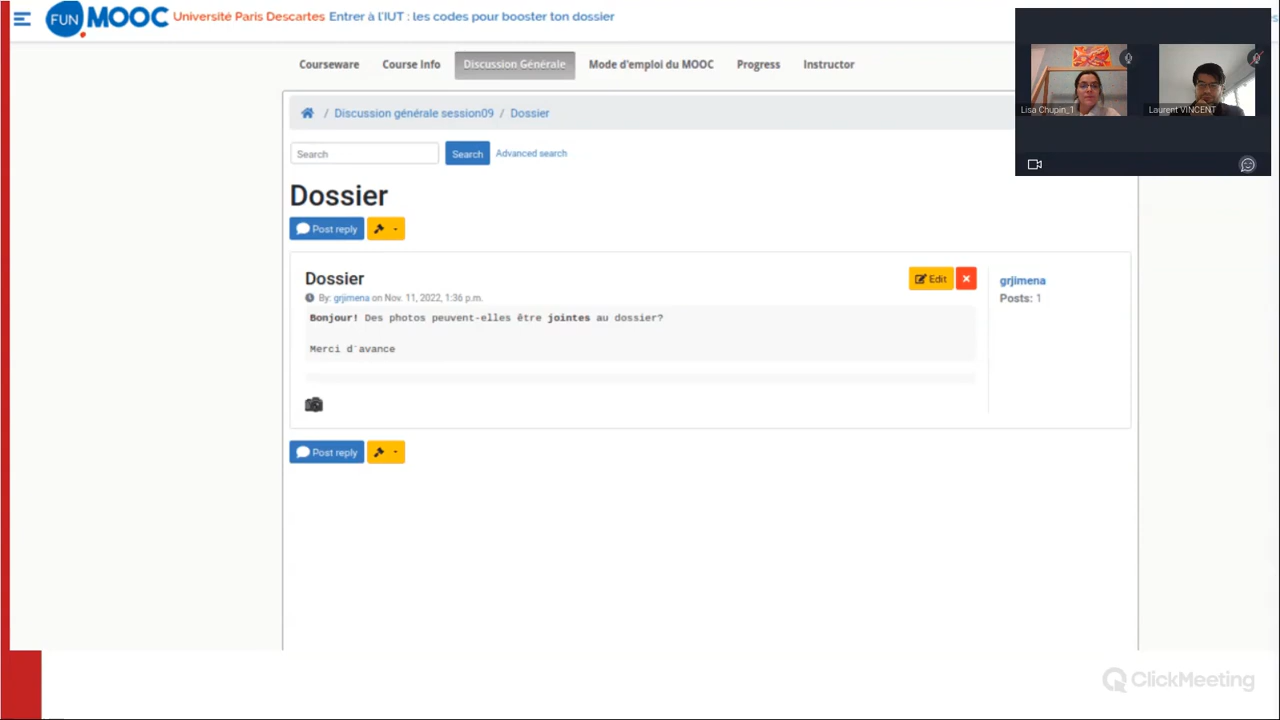 FUN MOOC Université Paris Descartes Entrer à l'IUT : les codes pour booster ton dossier
Courseware Course Info Discussion Générale Mode d'emploi du MOOC Progress Instructor
Lisa Chupin_1 Laurent VINCENT
/ Discussion générale session09 / Dossier
Search Search Advanced search
Dossier
Post reply
Dossier
Edit
grjimena
By: grjimena on Nov. 11, 2022, 1:36 p.m.
Posts: 1
Bonjour! Des photos peuvent-elles être jointes au dossier?
Merci d`avance
Post reply
ClickMeeting